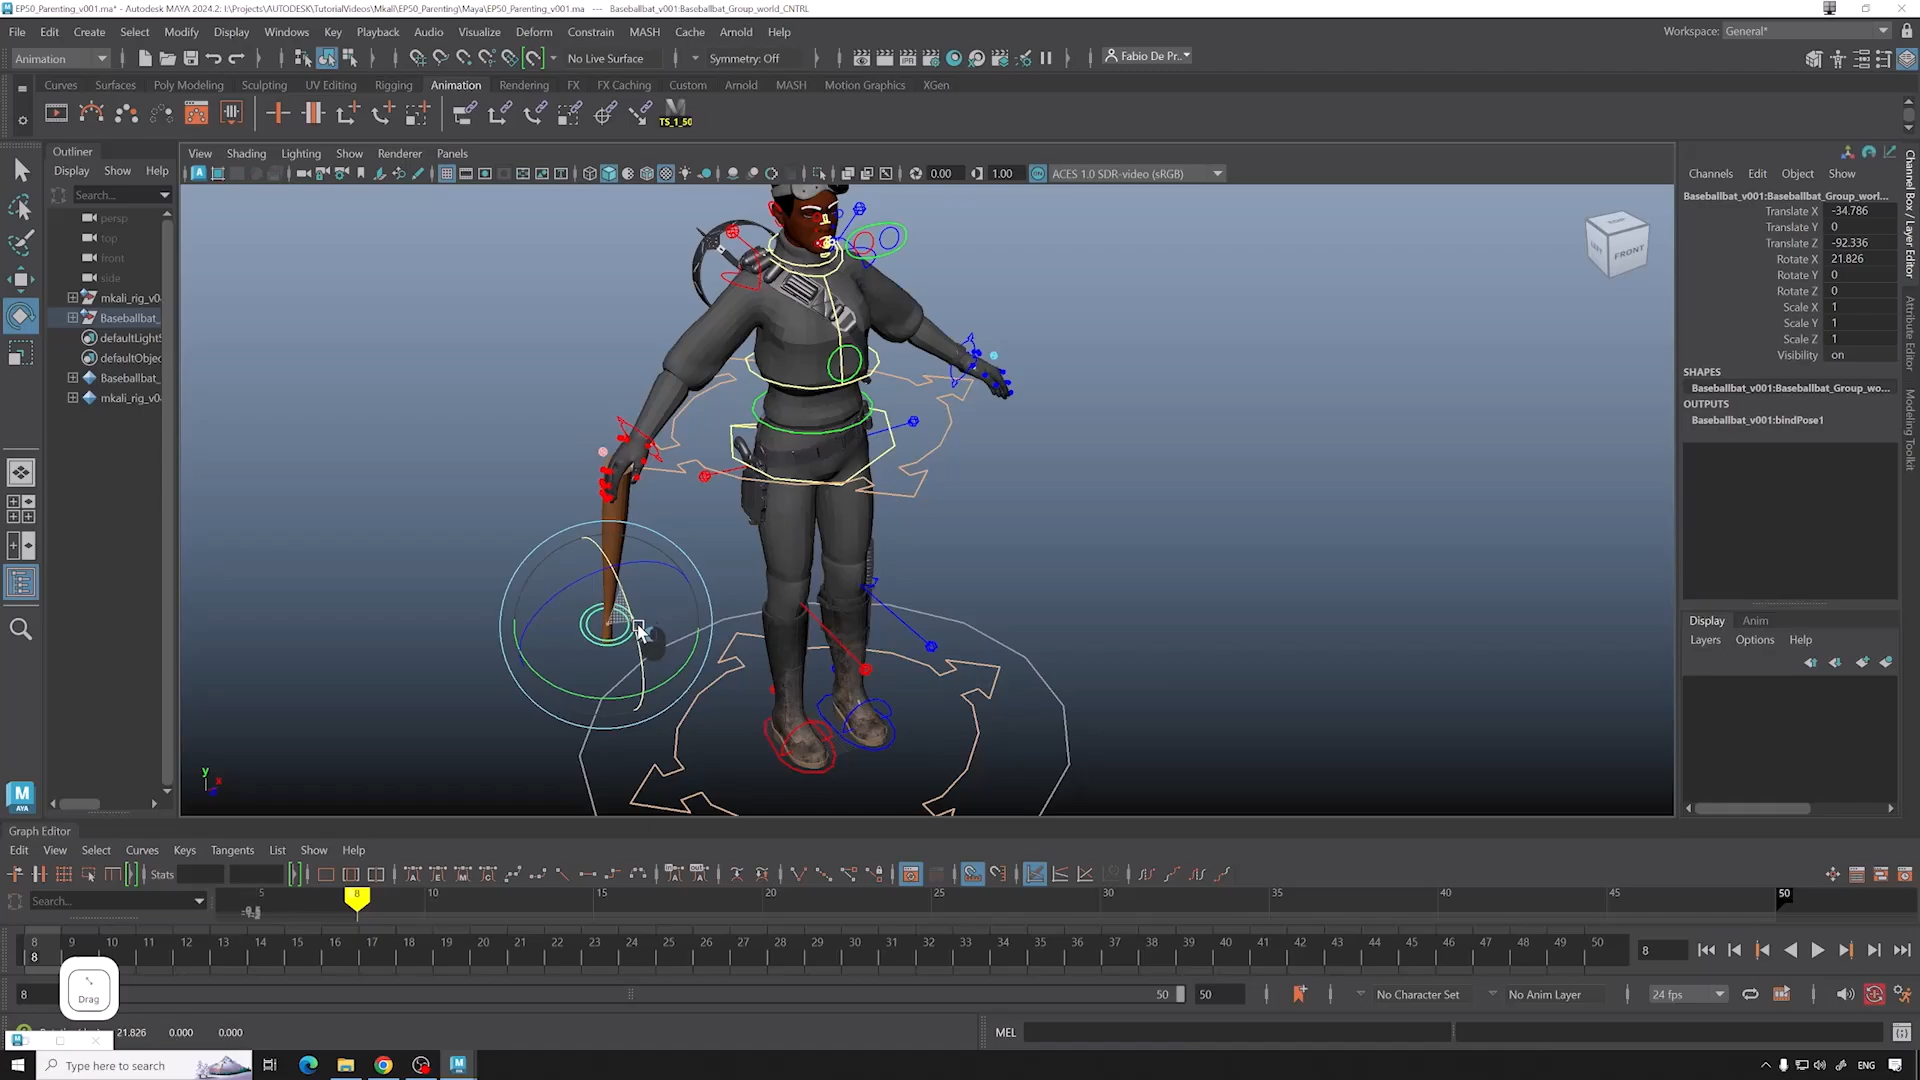 EP50_Parenting_v001.ma* - Autodesk MAYA 2024.2: I:\Projects\AUTODESK\TutorialVideos\Mkali\EP50_Parenting\Maya\EP50_Parenting_v001.ma --- Baseballbat_v001:Baseballbat_Group_world_CNTRL
File Edit Create Select Modify Display Windows Key Playback Audio Visualize Deform Constrain MASH Cache Arnold Help
Workspace: General*
Animation
No Live Surface
Symmetry: Off
Fabio De Pr..
Curves Surfaces Poly Modeling Sculpting UV Editing Rigging Animation Rendering FX FX Caching Custom Arnold MASH Motion Graphics XGen
TS_1_50
Outliner
Display Show Help
Search...
persp
top
front
side
mkali_rig_v0
Baseballbat_
defaultLightS
defaultObjec
Baseballbat_
mkali_rig_v0
View Shading Lighting Show Renderer Panels
0.00
1.00
ACES 1.0 SDR-video (sRGB)
FRONT
y
x
Channels Edit Object Show
Baseballbat_v001:Baseballbat_Group_worl...
Translate X -34.786
Translate Y 0
Translate Z -92.336
Rotate X 21.826
Rotate Y 0
Rotate Z 0
Scale X 1
Scale Y 1
Scale Z 1
Visibility on
SHAPES
Baseballbat_v001:Baseballbat_Group_wo...
OUTPUTS
Baseballbat_v001:bindPose1
Display Anim
Layers Options Help
Channel Box / Layer Editor
Attribute Editor
Modeling Toolkit
MAYA
Graph Editor
Edit View Select Curves Keys Tangents List Show Help
Stats
Search...
5 8 10 15 20 25 30 35 40 45 50
8 9 10 11 12 13 14 15 16 17 18 19 20 21 22 23 24 25 26 27 28 29 30 31 32 33 34 35 36 37 38 39 40 41 42 43 44 45 46 47 48 49 50
8
8
8
Drag
50
50
No Character Set
No Anim Layer
24 fps
21.826 0.000 0.000
MEL
Type here to search
ENG